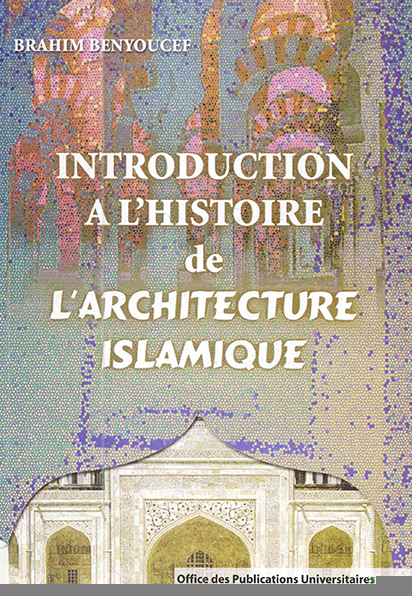 BRAHIM BENYOUCEF
INTRODUCTION
A L'HISTOIRE
de
L'ARCHITECTURE
ISLAMIQUE
Office des Publications Universitaires